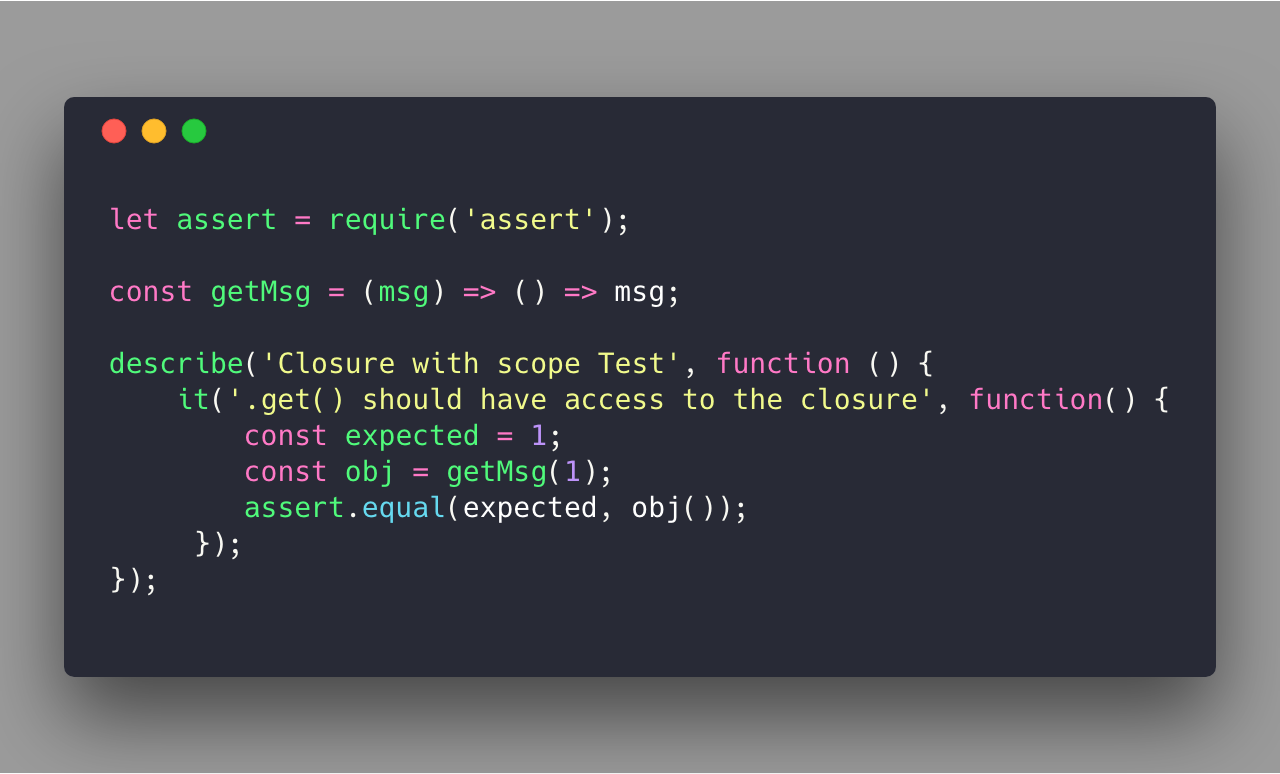 let assert = require('assert');
const getMsg = (msg) => () => msg;
describe('Closure with scope Test', function () {
    it('.get() should have access to the closure', function() {
        const expected = 1;
        const obj = getMsg(1);
        assert.equal(expected, obj());
     });
});